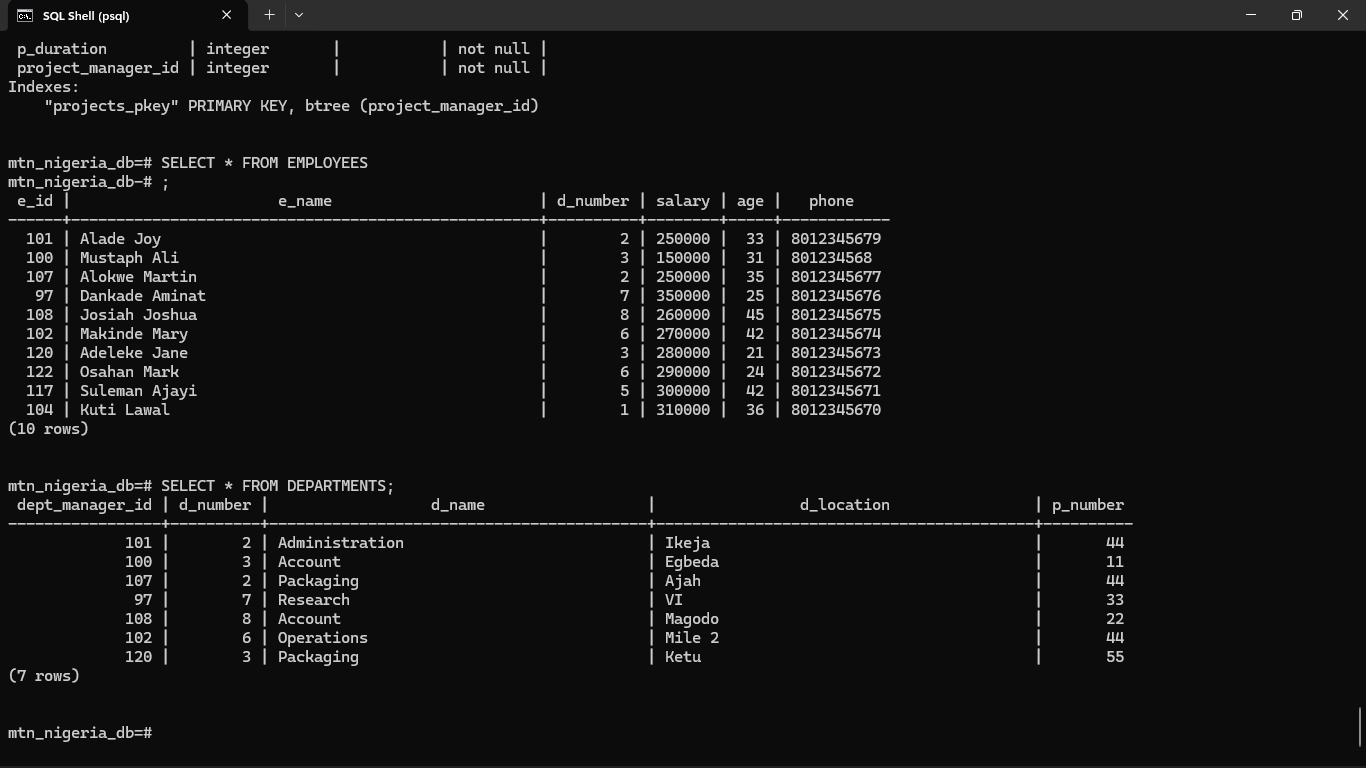 SQL Shell (psql)
p_duration | integer | | not null |
project_manager_id | integer | | not null |
Indexes:
"projects_pkey" PRIMARY KEY, btree (project_manager_id)
mtn_nigeria_db=# SELECT * FROM EMPLOYEES
mtn_nigeria_db-# ;
e_id | e_name | d_number | salary | age | phone
101 | Alade Joy | 2 | 250000 | 33 | 8012345679
100 | Mustaph Ali | 3 | 150000 | 31 | 801234568
107 | Alokwe Martin | 2 | 250000 | 35 | 8012345677
97 | Dankade Aminat | 7 | 350000 | 25 | 8012345676
108 | Josiah Joshua | 8 | 260000 | 45 | 8012345675
102 | Makinde Mary | 6 | 270000 | 42 | 8012345674
120 | Adeleke Jane | 3 | 280000 | 21 | 8012345673
122 | Osahan Mark | 6 | 290000 | 24 | 8012345672
117 | Suleman Ajayi | 5 | 300000 | 42 | 8012345671
104 | Kuti Lawal | 1 | 310000 | 36 | 8012345670
(10 rows)
mtn_nigeria_db=# SELECT * FROM DEPARTMENTS;
dept_manager_id | d_number | d_name | d_location | p_number
101 | 2 | Administration | Ikeja | 44
100 | 3 | Account | Egbeda | 11
107 | 2 | Packaging | Ajah | 44
97 | 7 | Research | VI | 33
108 | 8 | Account | Magodo | 22
102 | 6 | Operations | Mile 2 | 44
120 | 3 | Packaging | Ketu | 55
(7 rows)
mtn_nigeria_db=#